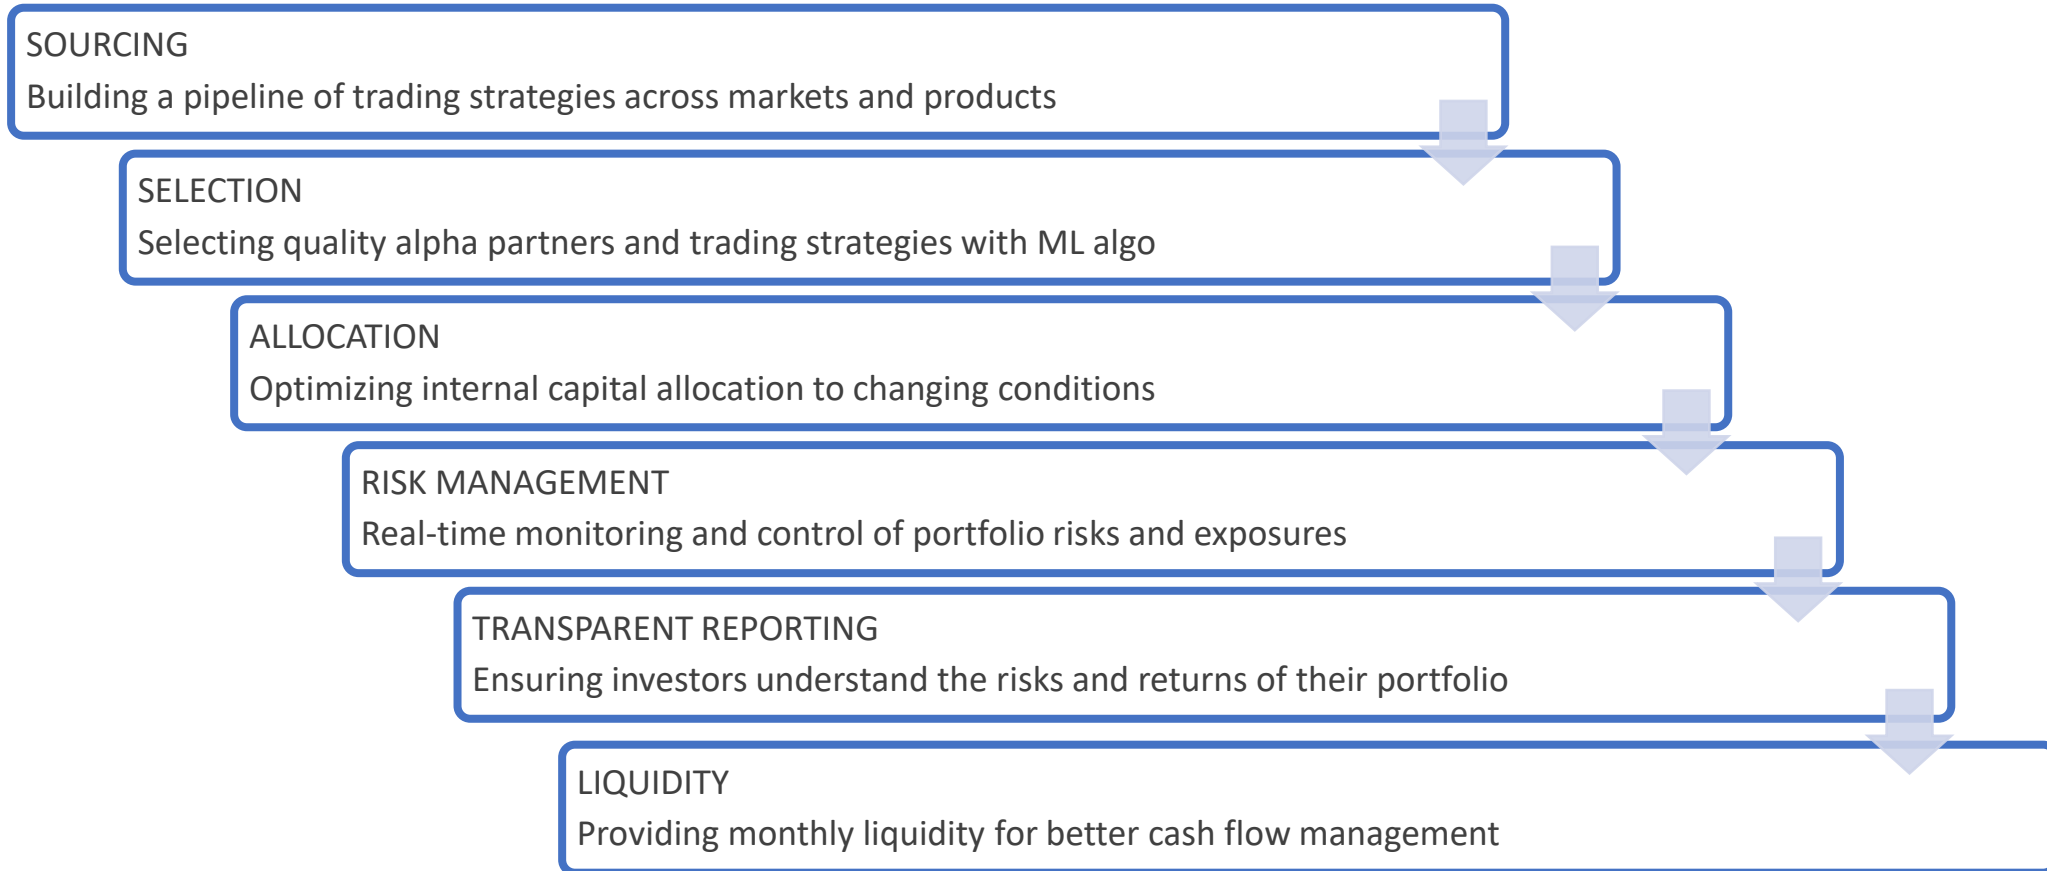 SOURCING
Building a pipeline of trading strategies across markets and products
SELECTION
Selecting quality alpha partners and trading strategies with ML algo
ALLOCATION
Optimizing internal capital allocation to changing conditions
RISK MANAGEMENT
Real-time monitoring and control of portfolio risks and exposures
TRANSPARENT REPORTING
Ensuring investors understand the risks and returns of their portfolio
LIQUIDITY
Providing monthly liquidity for better cash flow management